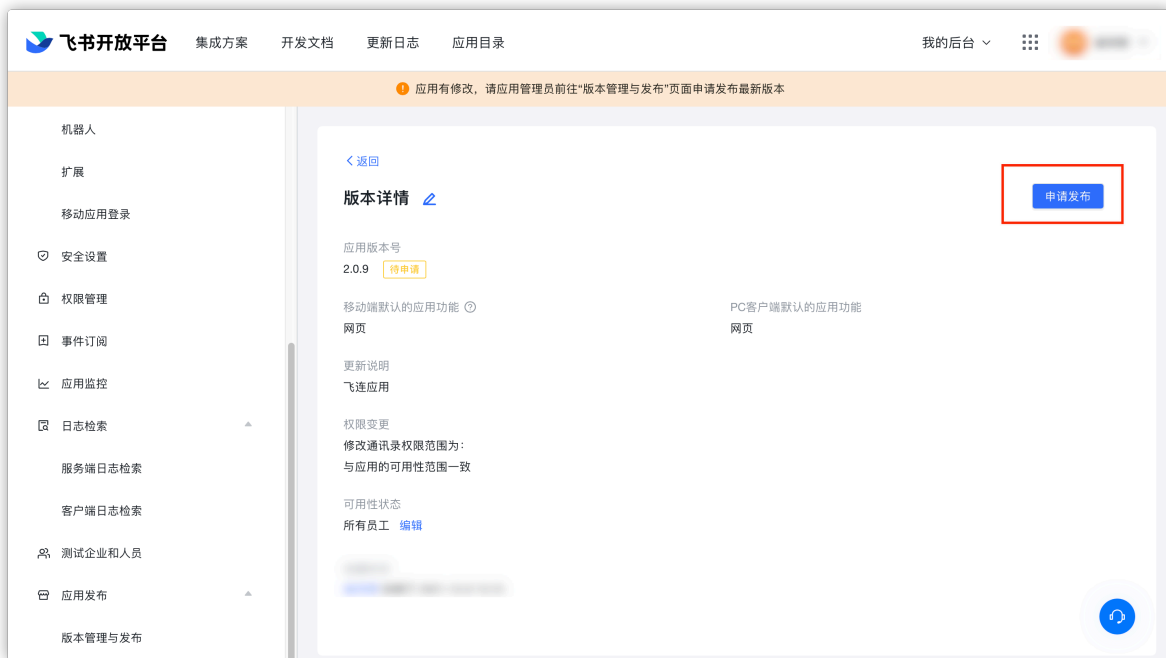 飞书开放平台
集成方案
开发文档
更新日志
应用目录
我的后台
应用有修改，请应用管理员前往“版本管理与发布”页面申请发布最新版本
机器人
扩展
移动应用登录
安全设置
权限管理
事件订阅
应用监控
日志检索
服务端日志检索
客户端日志检索
测试企业和人员
应用发布
版本管理与发布
返回
版本详情
申请发布
应用版本号
2.0.9 待申请
移动端默认的应用功能
网页
PC客户端默认的应用功能
网页
更新说明
飞连应用
权限变更
修改通讯录权限范围为：
与应用的可用性范围一致
可用性状态
所有员工 编辑